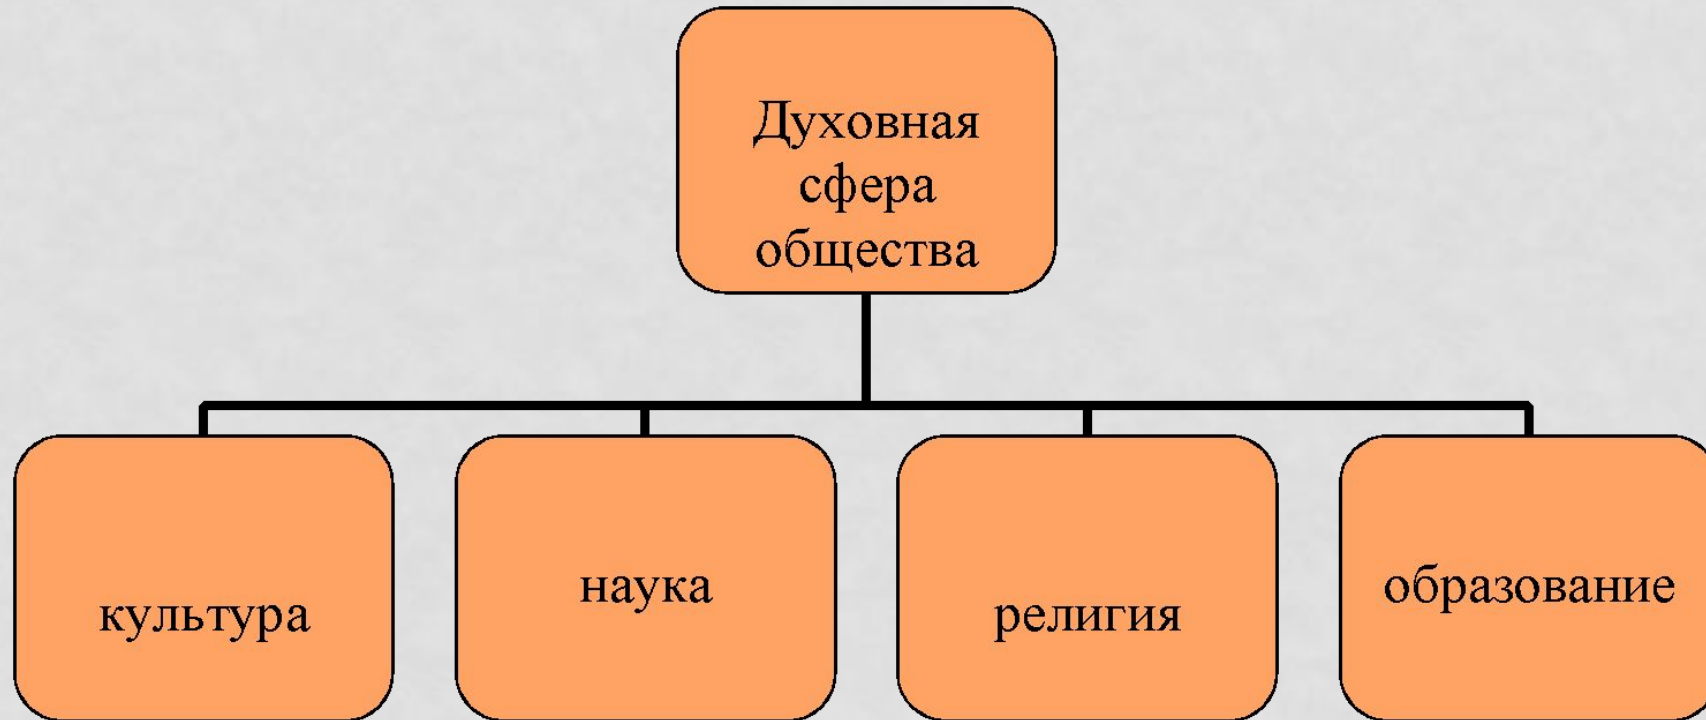 Духовная
сфера
общества
культура
наука
религия
образование